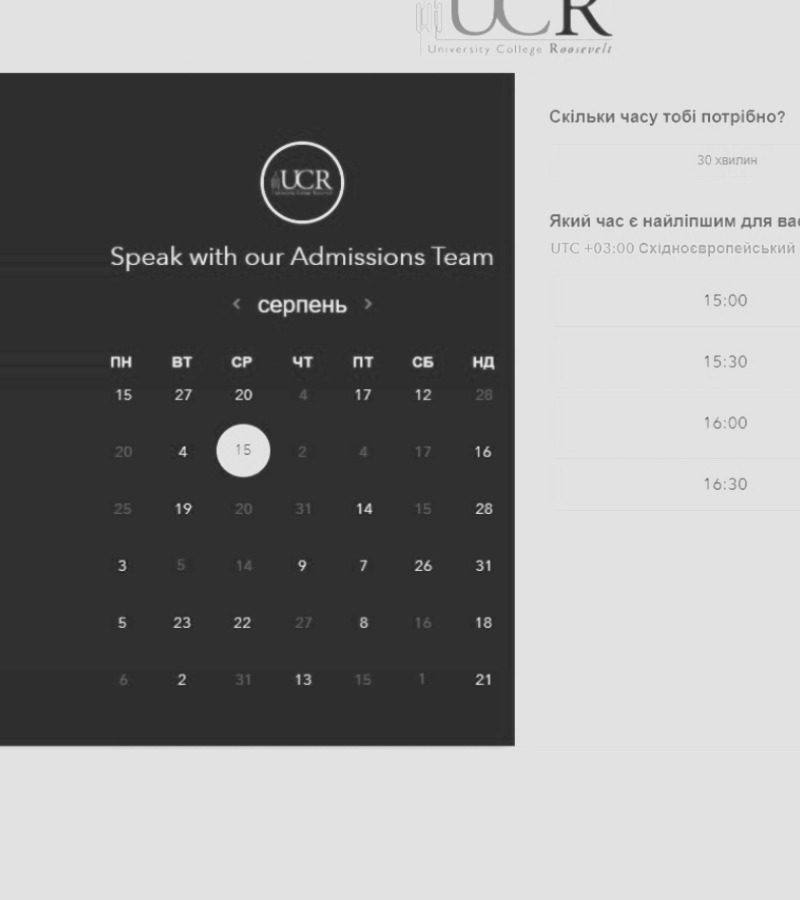 UCR
University College Roosevelt
UCR
Speak with our Admissions Team
< серпень >
ПН ВТ СР ЧТ ПТ СБ НД
15 27 20 4 17 12 28
20 4 15 2 4 17 16
25 19 20 31 14 15 28
3 5 14 9 7 26 31
5 23 22 27 8 16 18
6 2 31 13 15 1 21
Скільки часу тобі потрібно?
30 хвилин
Який час є найліпшим для вас
UTC +03:00 Східноєвропейський
15:00
15:30
16:00
16:30